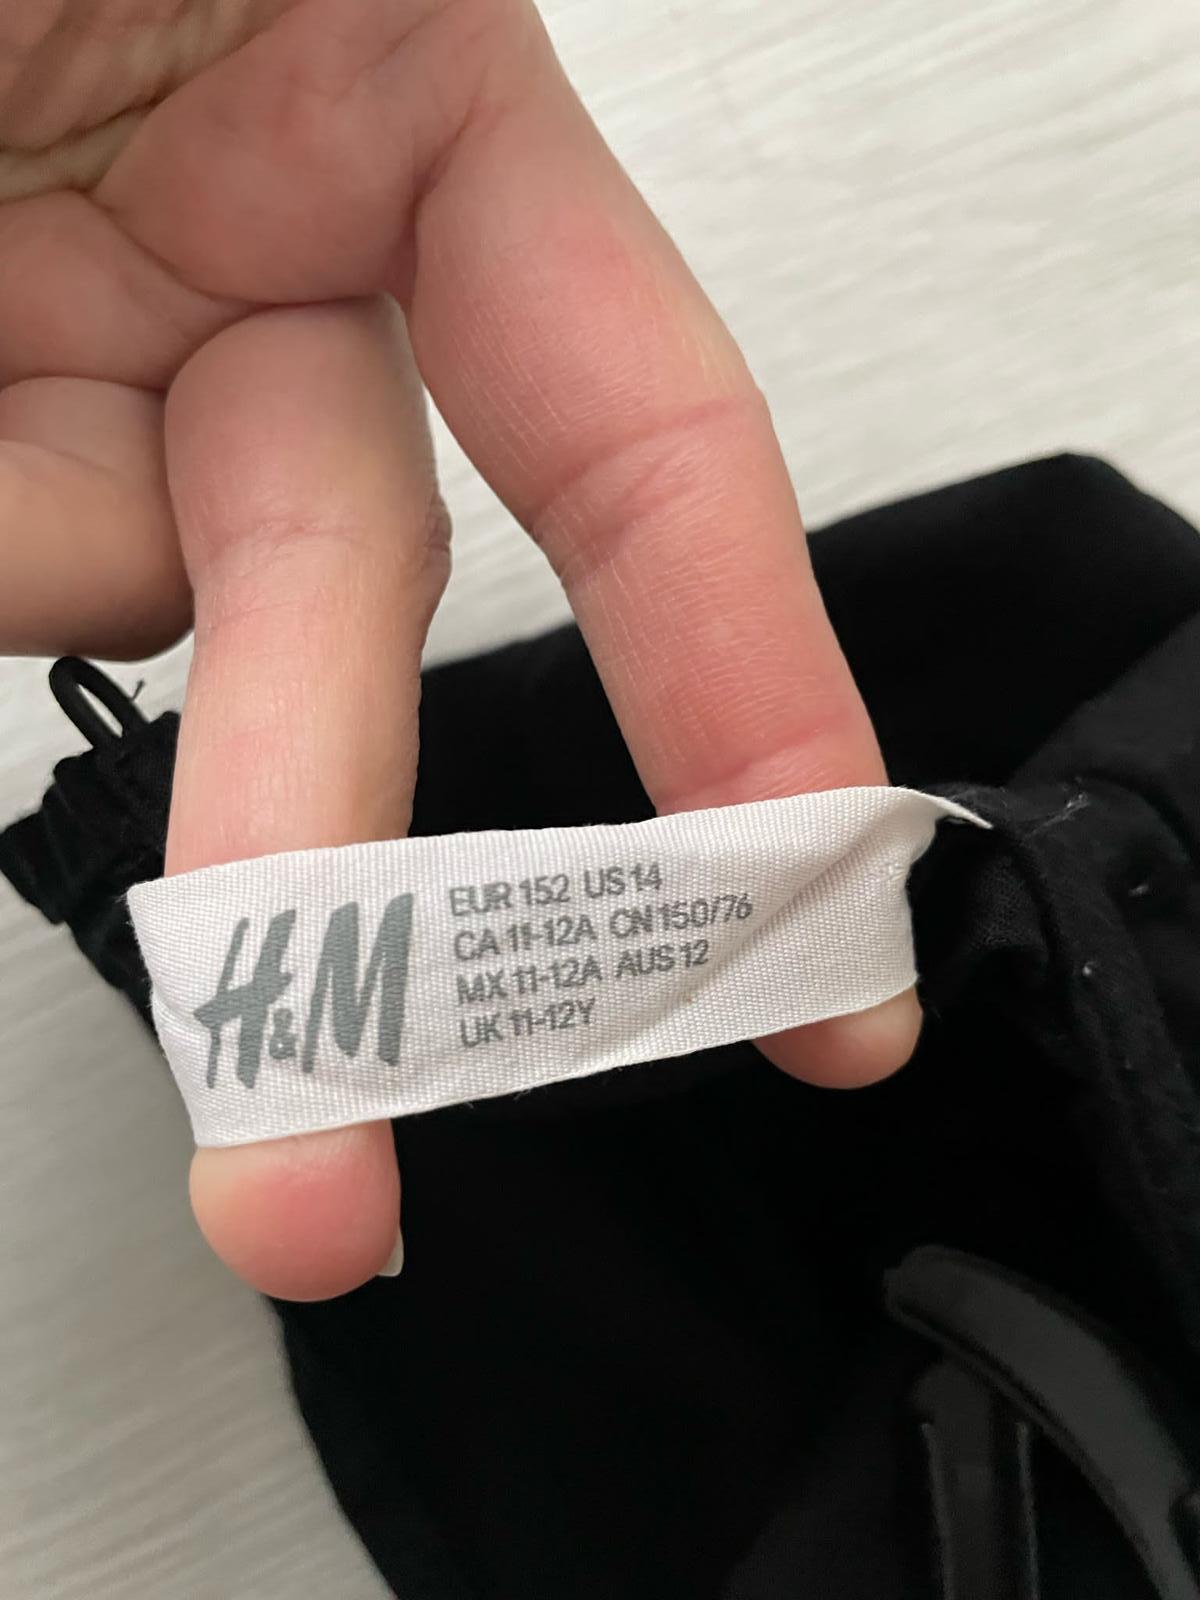 H&M
EUR 152 US 14
CA 11-12A CN 150/76
MX 11-12A AUS 12
UK 11-12Y